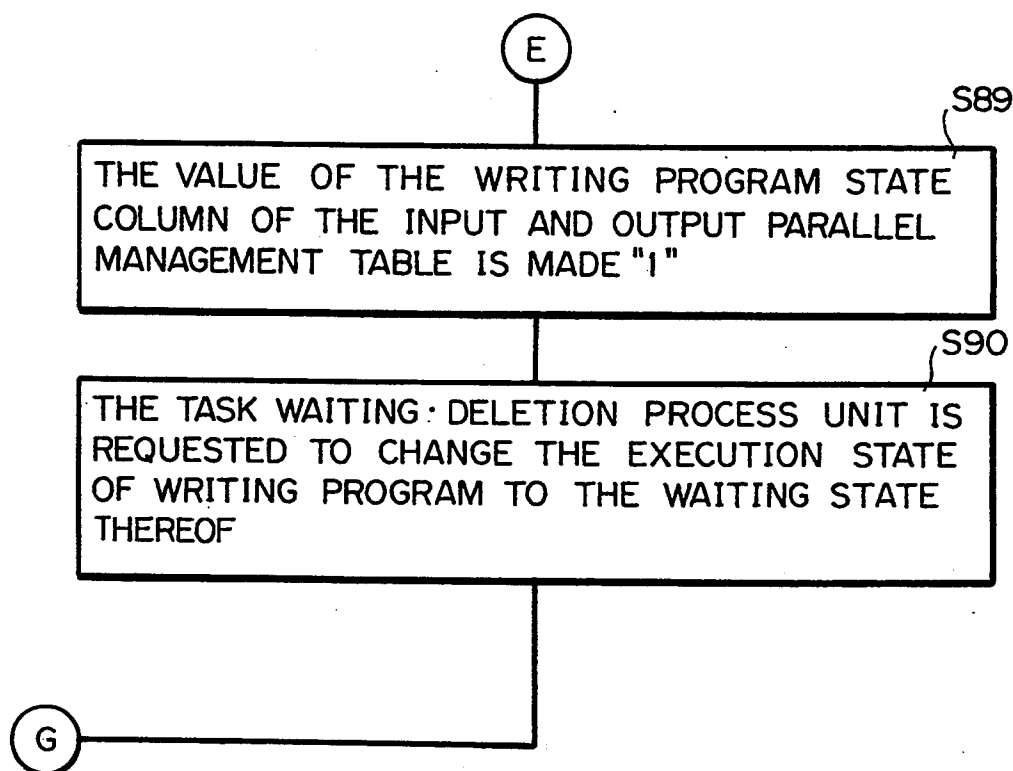 E
S89
THE VALUE OF THE WRITING PROGRAM STATE
COLUMN OF THE INPUT AND OUTPUT PARALLEL
MANAGEMENT TABLE IS MADE "1"
S90
THE TASK WAITING·DELETION PROCESS UNIT IS
REQUESTED TO CHANGE THE EXECUTION STATE
OF WRITING PROGRAM TO THE WAITING STATE
THEREOF
G